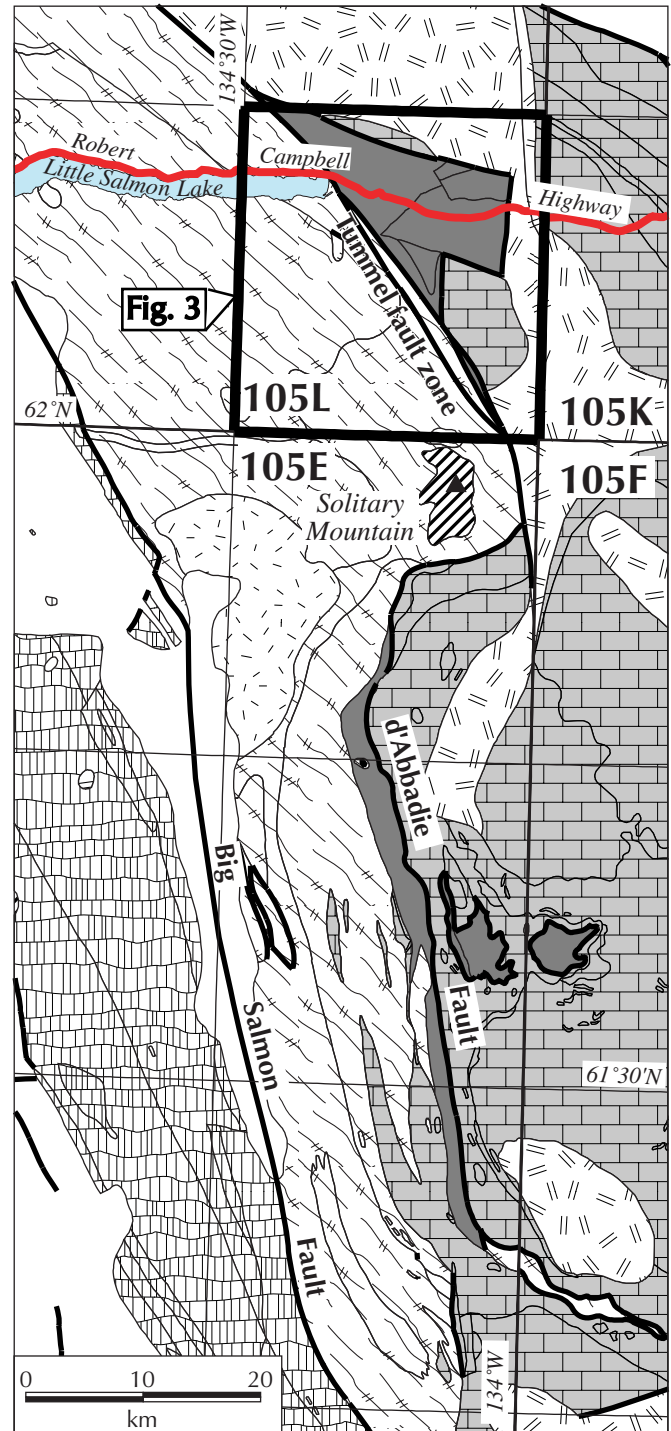 134°30'W
Robert
Campbell
Little Salmon Lake
Highway
Tummel fault zone
Fig. 3
62°N
105L
105K
105E
105F
Solitary
Mountain
d'Abbadie
Fault
Big
Salmon
Fault
61°30'N
134°W
0 10 20
km